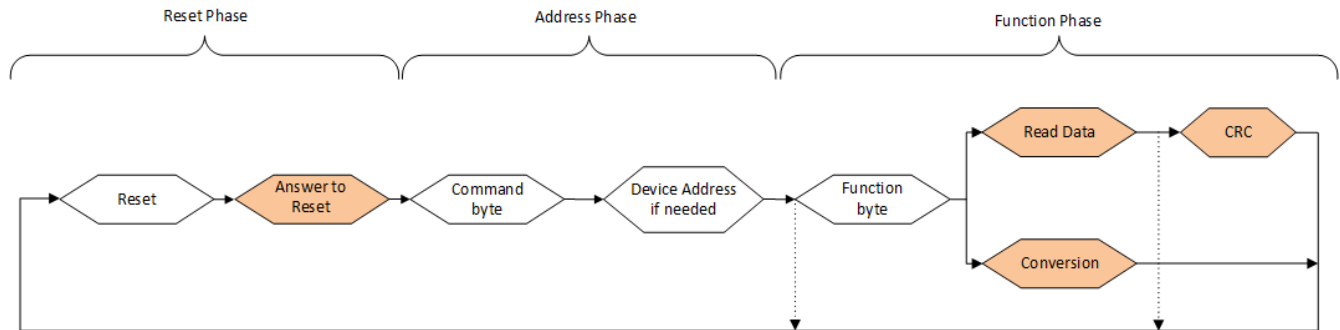 Reset Phase
Address Phase
Function Phase
Reset
Answer to
Reset
Command
byte
Device Address
if needed
Function
byte
Read Data
CRC
Conversion